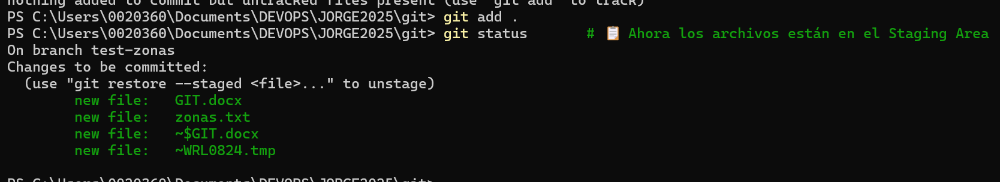 nothing added to commit but untracked files present (use "git add" to track)
PS C:\Users\0020360\Documents\DEVOPS\JORGE2025\git> git add .
PS C:\Users\0020360\Documents\DEVOPS\JORGE2025\git> git status       # 📋 Ahora los archivos están en el Staging Area
On branch test-zonas
Changes to be committed:
  (use "git restore --staged <file>..." to unstage)
        new file:   GIT.docx
        new file:   zonas.txt
        new file:   ~$GIT.docx
        new file:   ~WRL0824.tmp
PS C:\Users\0020360\Documents\DEVOPS\JORGE2025\git>